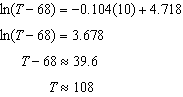 ln(T − 68) = −0.104(10) + 4.718
ln(T − 68) = 3.678
T − 68 ≈ 39.6
T ≈ 108